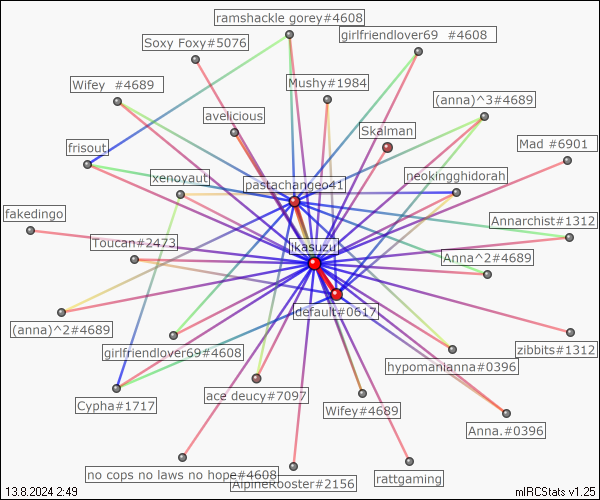 ramshackle gorey#4608
girlfriendlover69 #4608
Soxy Foxy#5076
Wifey #4689
Mushy#1984
(anna)^3#4689
avelicious
Skalman
frisout
Mad #6901
xenoyaut
pastachangeo41
neokingghidorah
fakedingo
Annarchist#1312
Toucan#2473
ikasuzu
Anna^2#4689
default#0617
(anna)^2#4689
girlfriendlover69#4608
zibbits#1312
hypomanianna#0396
Cypha#1717
ace deucy#7097
Wifey#4689
Anna.#0396
no cops no laws no hope#4608
AlpineRooster#2156
rattgaming
13.8.2024 2:49
mIRCStats v1.25